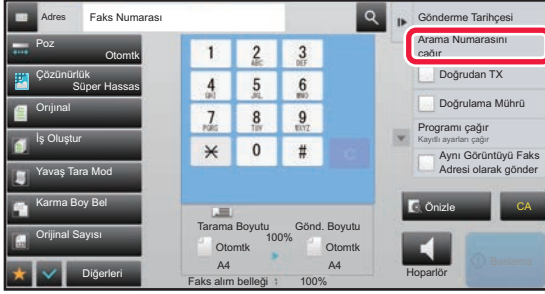 Adres
Faks Numarası
Poz
Otomtk
Çözünürlük
Süper Hassas
Orijinal
İş Oluştur
Yavaş Tara Mod
Karma Boy Bel
Orijinal Sayısı
Diğerleri
1
2
ABC
3
DEF
4
GHI
5
JKL
6
MNO
7
PQRS
8
TUV
9
WXYZ
0
#
C
Tarama Boyutu
Gönd. Boyutu
100%
Otomtk
Otomtk
A4
A4
Faks alım belleği :
100%
Gönderme Tarihçesi
Arama Numarasını
çağır
Doğrudan TX
Doğrulama Mührü
Programı çağır
Kayıtlı ayarları çağır
Aynı Görüntüyü Faks
Adresi olarak gönder
Önizle
CA
Hoparlör